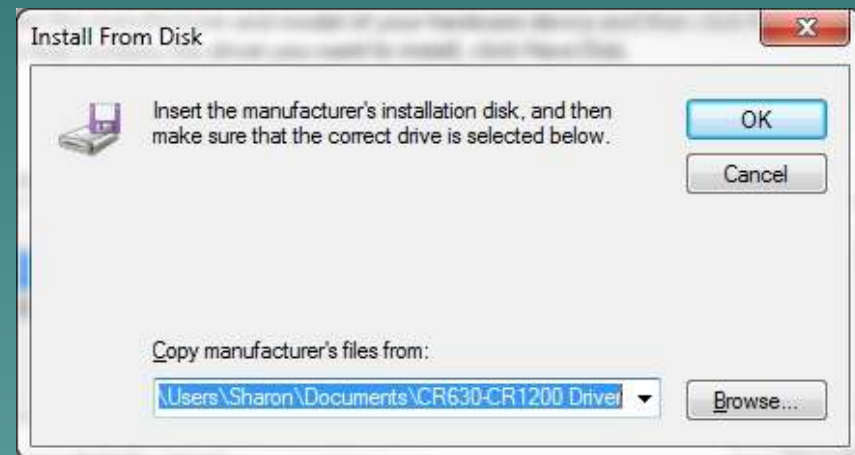 Install From Disk
Insert the manufacturer's installation disk, and then
make sure that the correct drive is selected below.
OK
Cancel
Copy manufacturer's files from:
\Users\Sharon\Documents\CR630-CR1200 Driver
Browse...